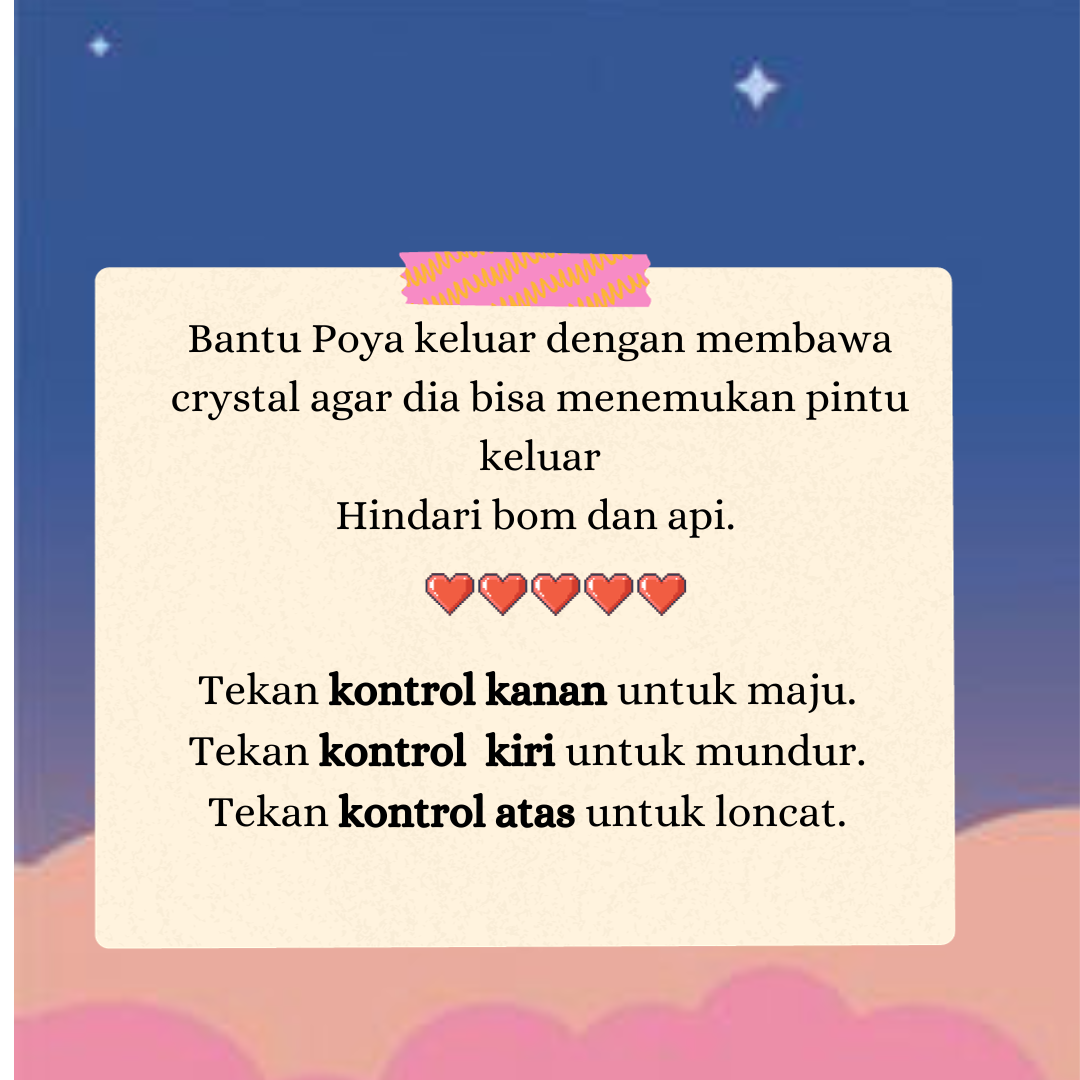 Bantu Poya keluar dengan membawa
crystal agar dia bisa menemukan pintu
keluar
Hindari bom dan api.
Tekan kontrol kanan untuk maju.
Tekan kontrol  kiri untuk mundur.
Tekan kontrol atas untuk loncat.